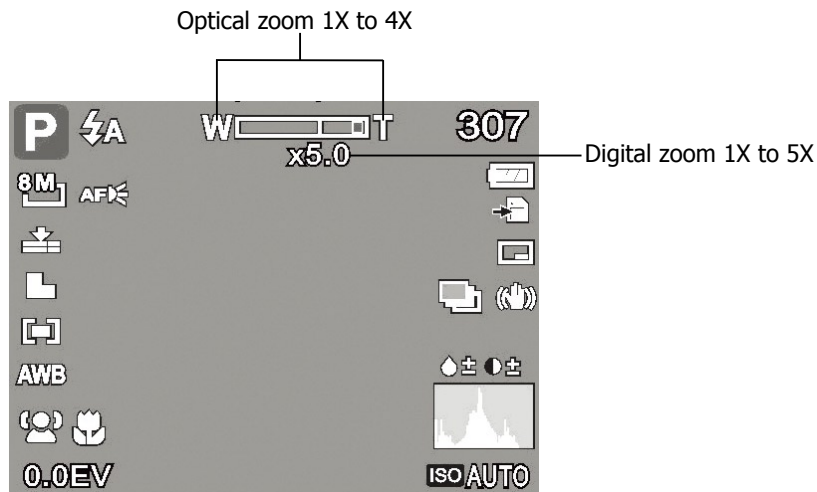 Optical zoom 1X to 4X
P A W T 307
x5.0
Digital zoom 1X to 5X
8M
AF
AWB
0.0EV
ISO AUTO